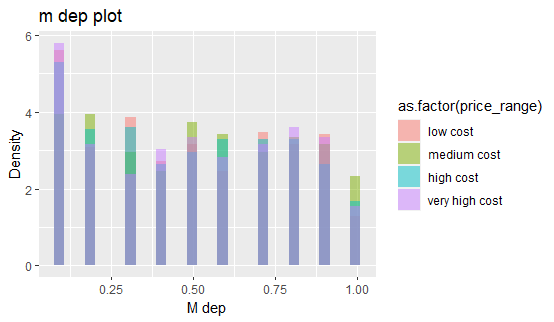 m dep plot
6
4
2
0
Density
0.25 0.50 0.75 1.00
M dep
as.factor(price_range)
low cost
medium cost
high cost
very high cost